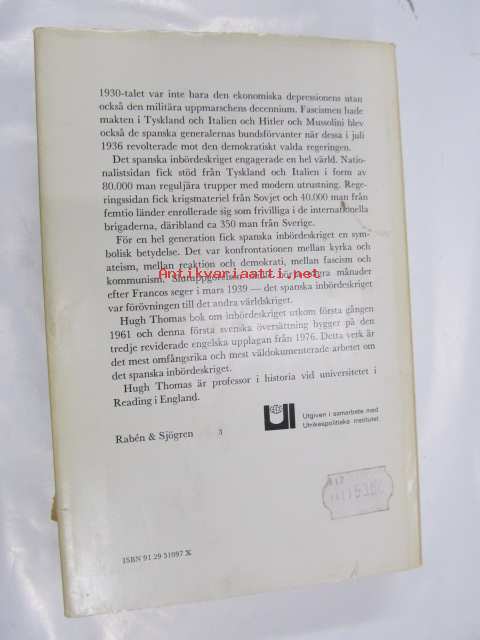 1930-talet var inte bara den ekonomiska depressionens utan
också den militära uppmarschens decennium. Fascismen hade
makten i Tyskland och Italien och Hitler och Mussolini blev
också de spanska generalernas bundsförvanter när dessa i juli
1936 revolterade mot den demokratiskt valda regeringen.
Det spanska inbördeskriget engagerade en hel värld. Natio-
nalistsidan fick stöd från Tyskland och Italien i form av
80.000 man reguljära trupper med modern utrustning. Rege-
ringssidan fick krigsmateriel från Sovjet och 40.000 man från
femtio länder enrollerade sig som frivilliga i de internationella
brigaderna, däribland ca 350 man från Sverige.
För en hel generation fick spanska inbördeskriget en sym-
bolisk betydelse. Det var konfrontationen mellan kyrka och
ateism, mellan reaktion och demokrati, mellan fascism och
Antikvariaatti.net
kommunism. månader
efter Francos seger i mars 1939 — det spanska inbördeskriget
var förövningen till det andra världskriget.
Hugh Thomas bok om inbördeskriget utkom första gången
1961 och denna första svenska översättning bygger på den
tredje reviderade engelska upplagan från 1976. Detta verk är
det mest omfångsrika och mest väldokumenterade arbetet om
det spanska inbördeskriget.
Hugh Thomas är professor i historia vid universitetet i
Reading i England.
Utgiven i samarbete med
Utrikespolitiska institutet
Rabén & Sjögren 3
ISBN 91 29 51097 X